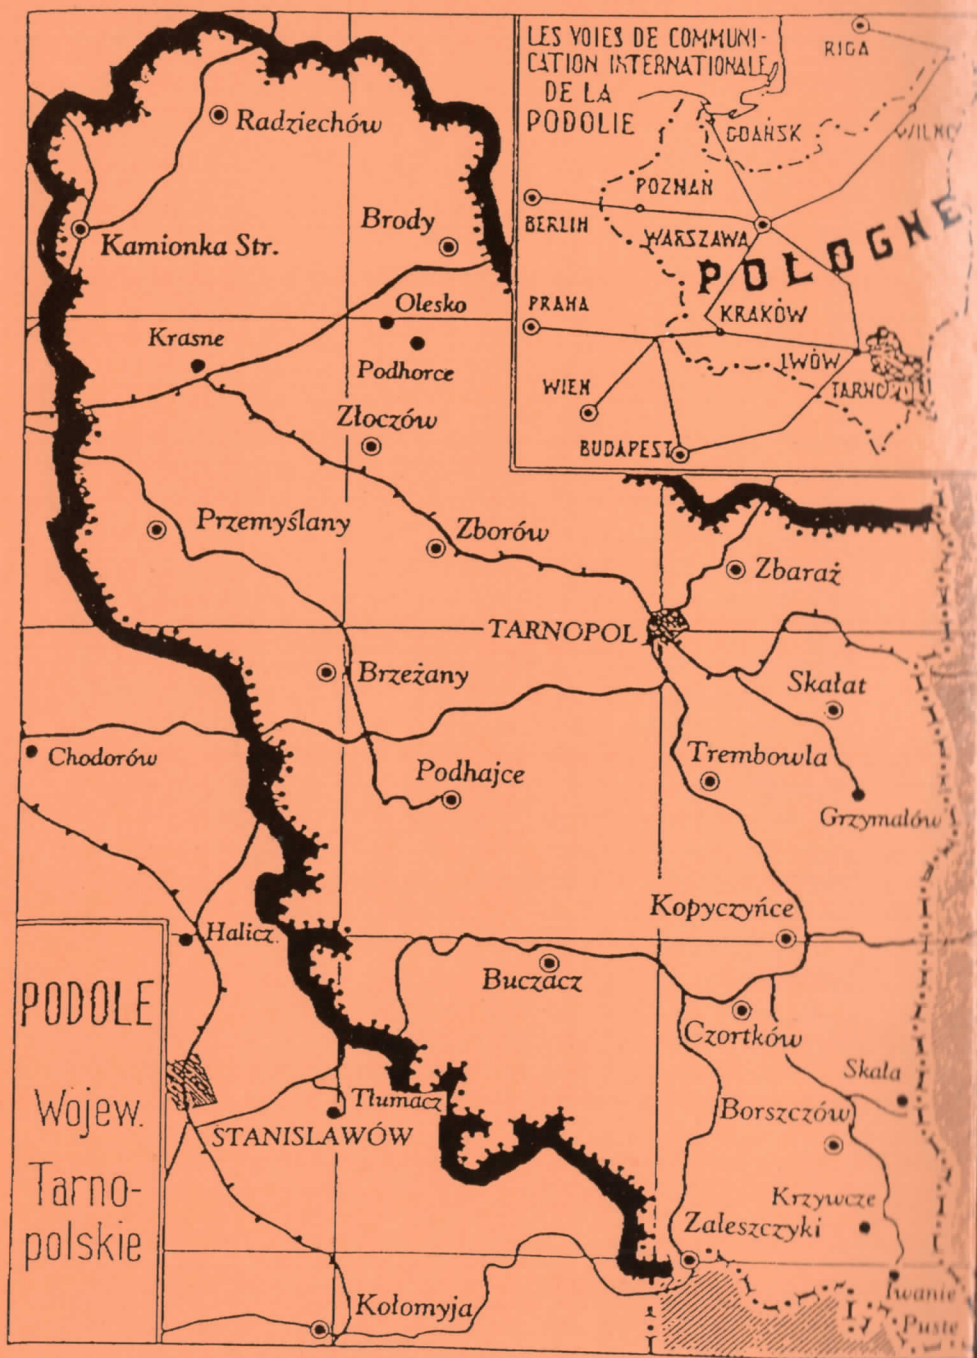 LES VOIES DE COMMUNI-
CATION INTERNATIONALE
DE LA
PODOLIE
RIGA
GDAŃSK
WILNO
POZNAŃ
BERLIN
WARSZAWA
POLOGNE
PRAHA
KRAKÓW
LWÓW
WIEN
TARNO
BUDAPEST
Radziechów
Kamionka Str.
Brody
Olesko
Krasne
Podhorce
Złoczów
Przemyślany
Zborów
Zbaraż
TARNOPOL
Brzeżany
Skałat
Chodorów
Trembowla
Podhajce
Grzymałów
Kopyczyńce
Halicz
Buczacz
PODOLE
Wojew.
Tarno-
polskie
Czortków
Skała
Tłumacz
Borszczów
STANISLAWÓW
Krzywcze
Zaleszczyki
Iwanie
Puste
Kołomyja